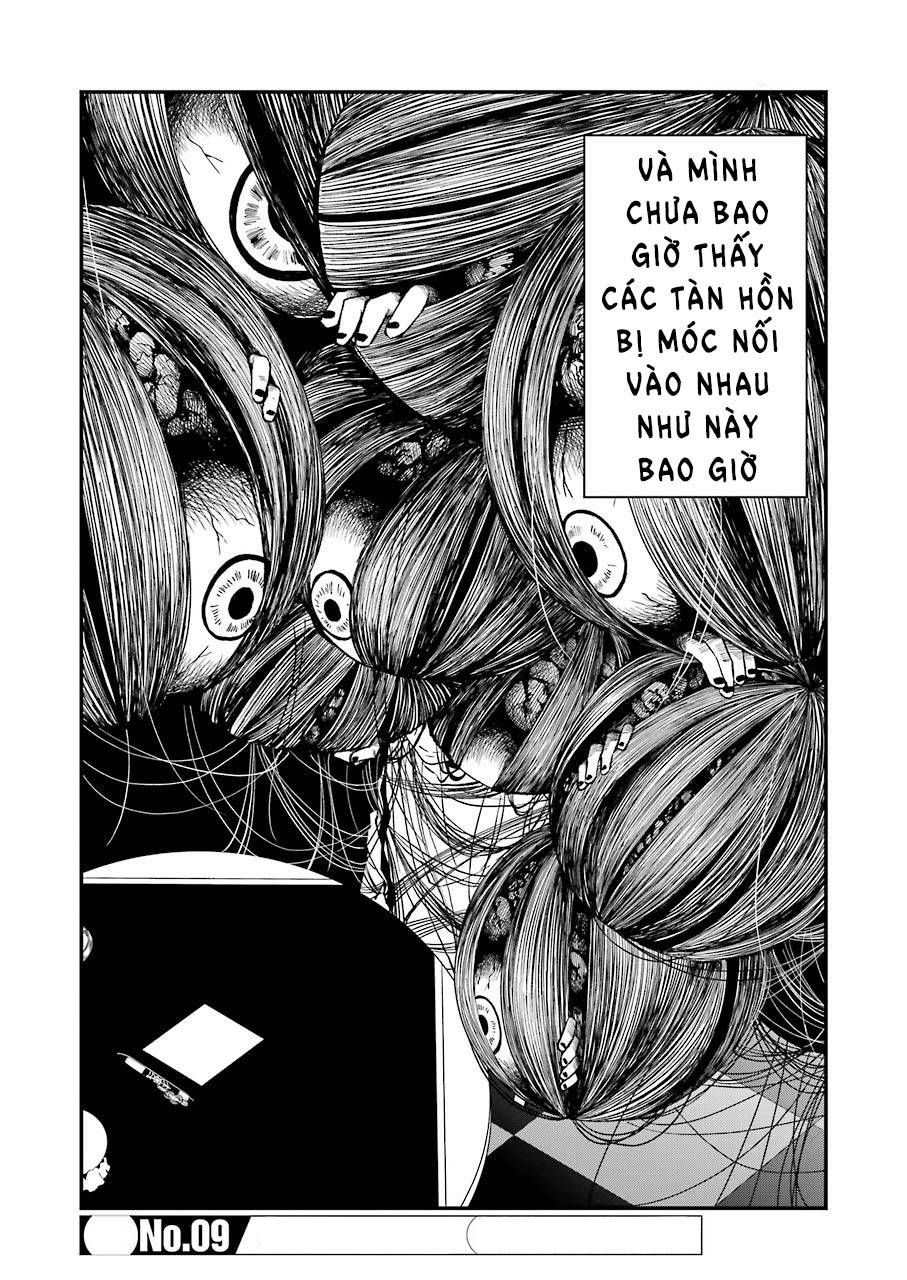 VÀ MÌNH
CHƯA BAO
GIỜ THẤY
CÁC TÀN HỒN
BỊ MÓC NỐI
VÀO NHAU
NHƯ NÀY
BAO GIỜ
No.09